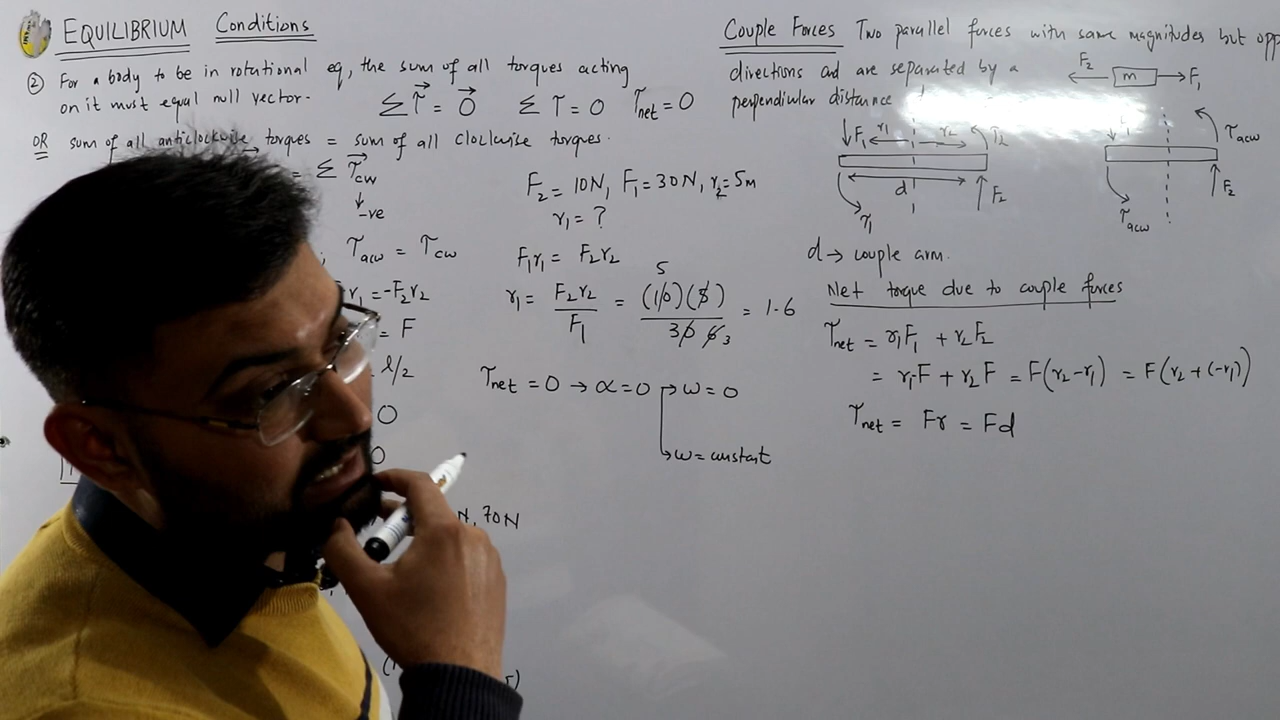 EQUILIBRIUM Conditions
② For a body to be in rotational eq, the sum of all torques acting
on it must equal null vector.
Σ τ⃗ = 0⃗ Σ τ = 0 τnet = 0
OR sum of all anticlockwise torques = sum of all clockwise torques.
= Σ τ⃗cw
↓
-ve
τacw = τcw
r₁ = -F₂r₂
= F
l/2
0
0
N, 70N
F₂ = 10N, F₁ = 30N, r₂ = 5m
r₁ = ?
F₁r₁ = F₂r₂
r₁ = F₂r₂ / F₁ = (10)(5) / 30 = 1.6
5
6 3
τnet = 0 → α = 0 → ω = 0
↳ ω = constant
Couple Forces Two parallel forces with same magnitudes but opp
directions and are separated by a
perpendicular distance
F₂ m F₁
F₁ r₁ r₂ τ₂
d F₂
τ₁
τacw
F₂
τacw
d → couple arm.
Net torque due to couple forces
τnet = r₁F₁ + r₂F₂
= r₁F + r₂F = F(r₂-r₁) = F(r₂+(-r₁))
τnet = Fr = Fd